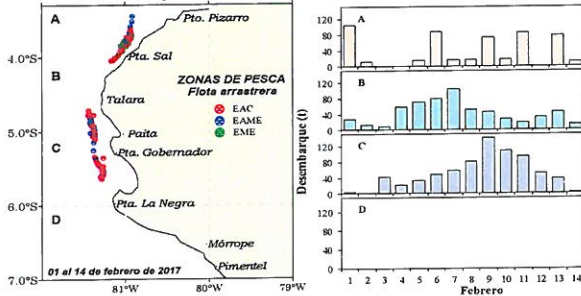 A
Pto. Pizarro
4.0°S
Pta. Sal
B
ZONAS DE PESCA
Flota arrastrera
Talara
EAC
EAME
EME
5.0°S
Paita
C
Pta. Gobernador
6.0°S
Pta. La Negra
D
Mórrope
01 al 14 de febrero de 2017
Pimentel
7.0°S
81°W
80°W
79°W
Desembarque (t)
120
80
40
0
A
120
80
40
0
B
120
80
40
0
C
120
80
40
0
D
1 2 3 4 5 6 7 8 9 10 11 12 13 14
Febrero